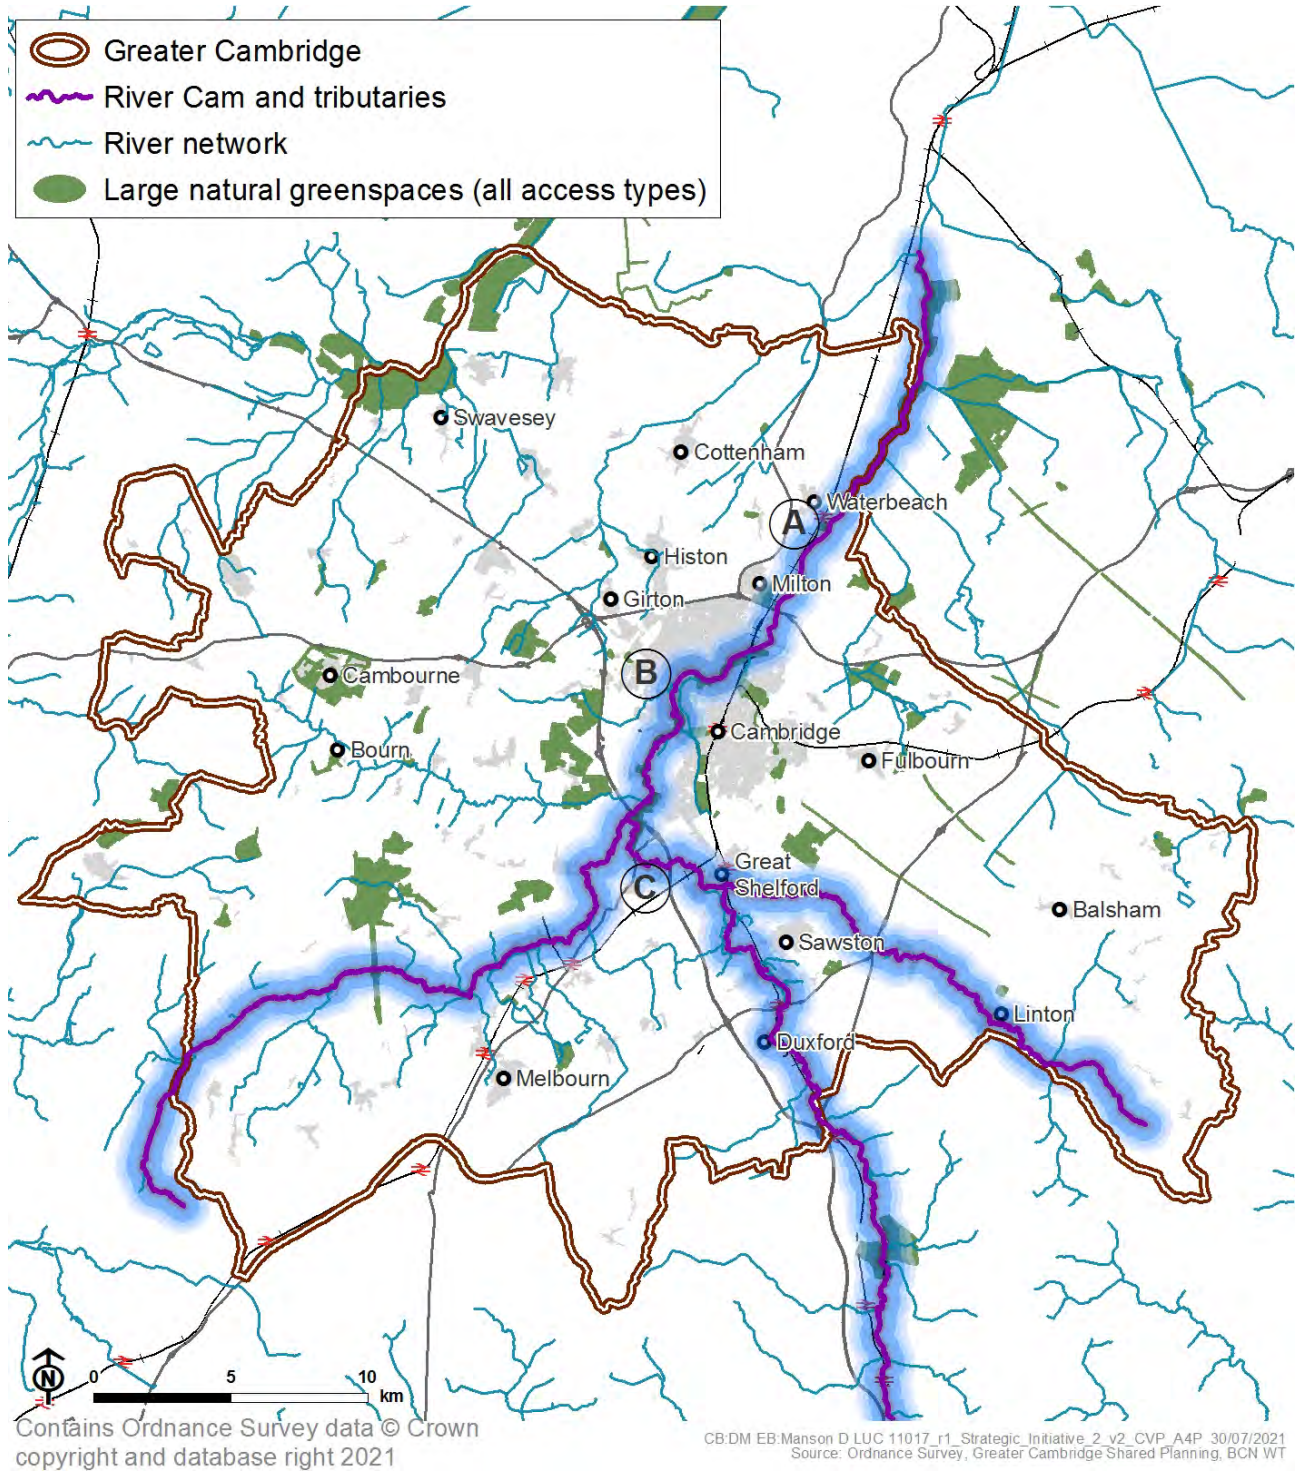 Greater Cambridge
River Cam and tributaries
River network
Large natural greenspaces (all access types)
Swavesey
Cottenham
Waterbeach
A
Histon
Milton
Girton
B
Cambourne
Cambridge
Bourn
Fulbourn
Great
Shelford
C
Balsham
Sawston
Linton
Duxford
Melbourn
N
0 5 10
km
Contains Ordnance Survey data © Crown
copyright and database right 2021
CB:DM EB:Manson D LUC 11017_r1_Strategic_Initiative_2_v2_CVP_A4P 30/07/2021
Source: Ordnance Survey, Greater Cambridge Shared Planning, BCN WT